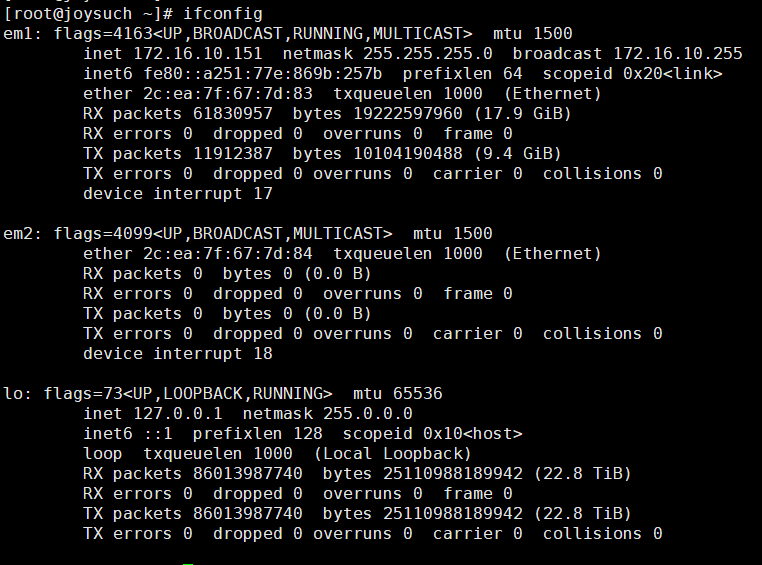 [root@joysuch ~]# ifconfig
em1: flags=4163<UP,BROADCAST,RUNNING,MULTICAST>  mtu 1500
        inet 172.16.10.151  netmask 255.255.255.0  broadcast 172.16.10.255
        inet6 fe80::a251:77e:869b:257b  prefixlen 64  scopeid 0x20<link>
        ether 2c:ea:7f:67:7d:83  txqueuelen 1000  (Ethernet)
        RX packets 61830957  bytes 19222597960 (17.9 GiB)
        RX errors 0  dropped 0  overruns 0  frame 0
        TX packets 11912387  bytes 10104190488 (9.4 GiB)
        TX errors 0  dropped 0 overruns 0  carrier 0  collisions 0
        device interrupt 17

em2: flags=4099<UP,BROADCAST,MULTICAST>  mtu 1500
        ether 2c:ea:7f:67:7d:84  txqueuelen 1000  (Ethernet)
        RX packets 0  bytes 0 (0.0 B)
        RX errors 0  dropped 0  overruns 0  frame 0
        TX packets 0  bytes 0 (0.0 B)
        TX errors 0  dropped 0 overruns 0  carrier 0  collisions 0
        device interrupt 18

lo: flags=73<UP,LOOPBACK,RUNNING>  mtu 65536
        inet 127.0.0.1  netmask 255.0.0.0
        inet6 ::1  prefixlen 128  scopeid 0x10<host>
        loop  txqueuelen 1000  (Local Loopback)
        RX packets 86013987740  bytes 25110988189942 (22.8 TiB)
        RX errors 0  dropped 0  overruns 0  frame 0
        TX packets 86013987740  bytes 25110988189942 (22.8 TiB)
        TX errors 0  dropped 0 overruns 0  carrier 0  collisions 0